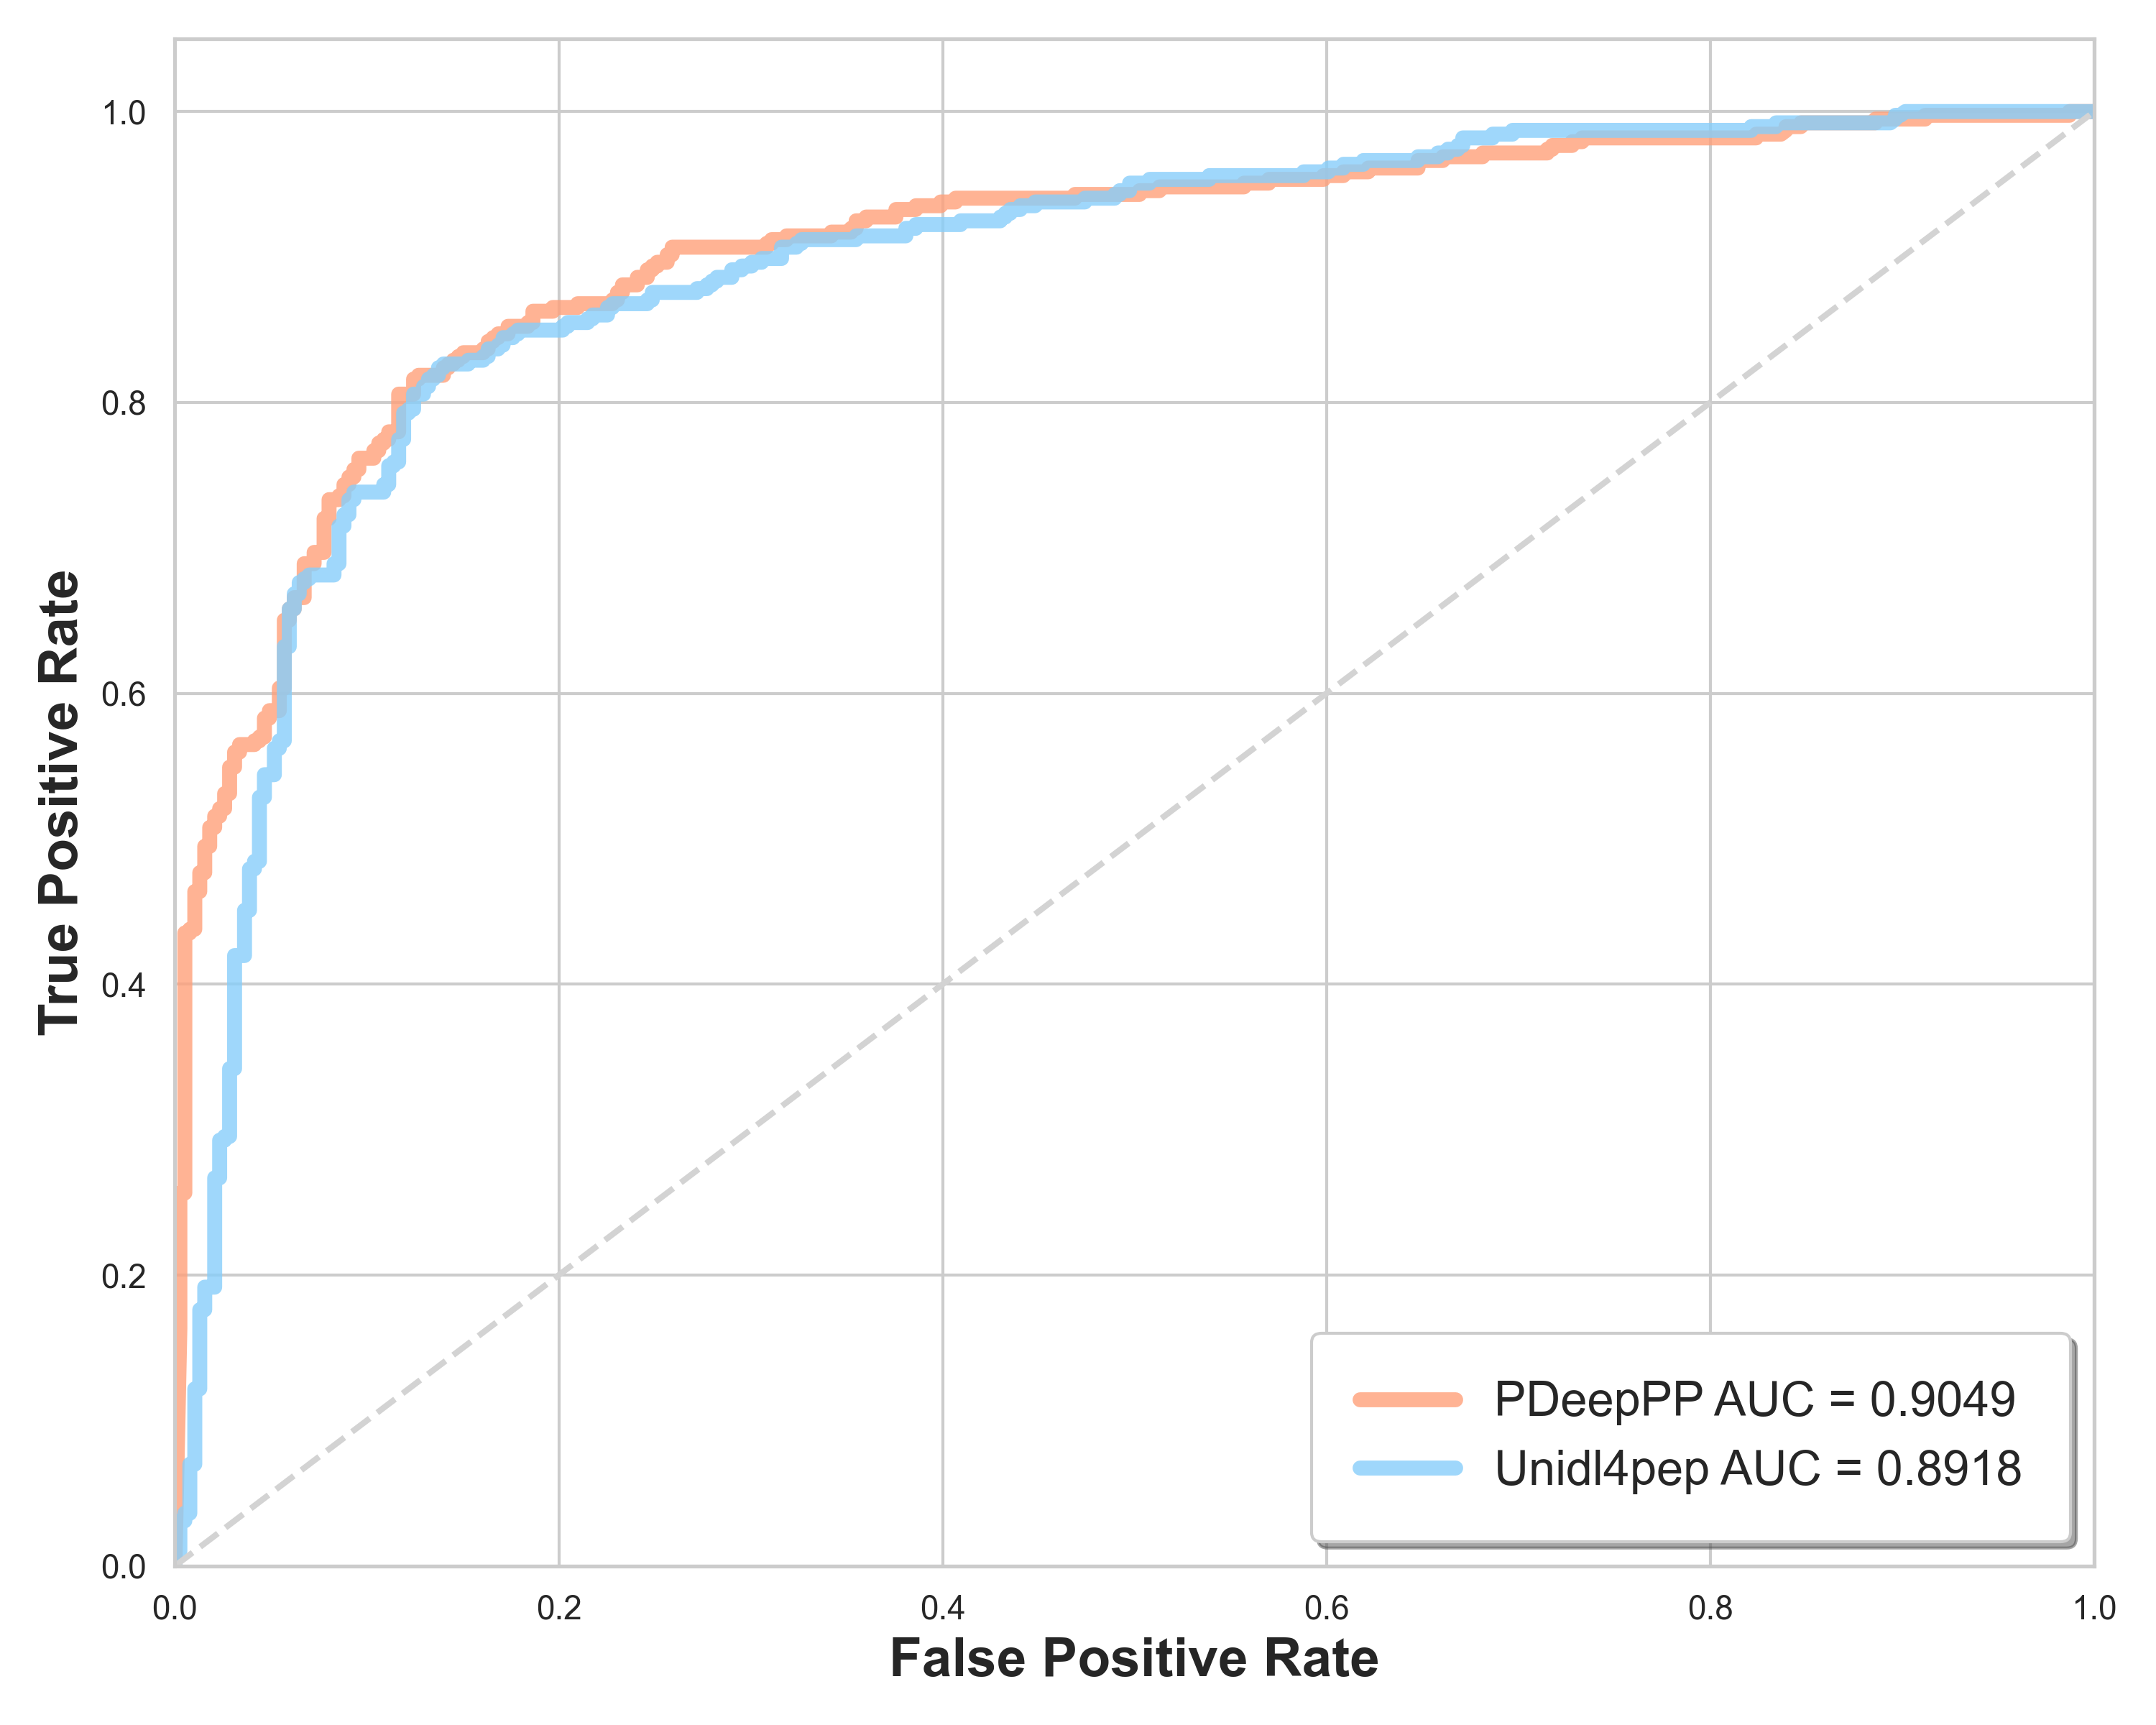 True Positive Rate
1.0
0.8
0.6
0.4
0.2
0.0
0.0 0.2 0.4 0.6 0.8 1.0
False Positive Rate
PDeepPP AUC = 0.9049
Unidl4pep AUC = 0.8918